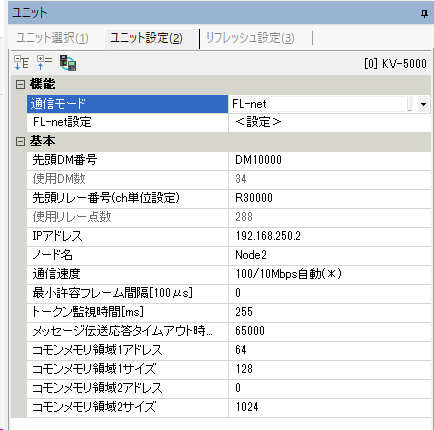 ユニット
ユニット選択(1) ユニット設定(2) リフレッシュ設定(3)
[0] KV-5000
機能
通信モード FL-net
FL-net設定 <設定>
基本
先頭DM番号 DM10000
使用DM数 34
先頭リレー番号(ch単位設定) R30000
使用リレー点数 288
IPアドレス 192.168.250.2
ノード名 Node2
通信速度 100/10Mbps自動(*)
最小許容フレーム間隔[100μs] 0
トークン監視時間[ms] 255
メッセージ伝送応答タイムアウト時... 65000
コモンメモリ領域1アドレス 64
コモンメモリ領域1サイズ 128
コモンメモリ領域2アドレス 0
コモンメモリ領域2サイズ 1024